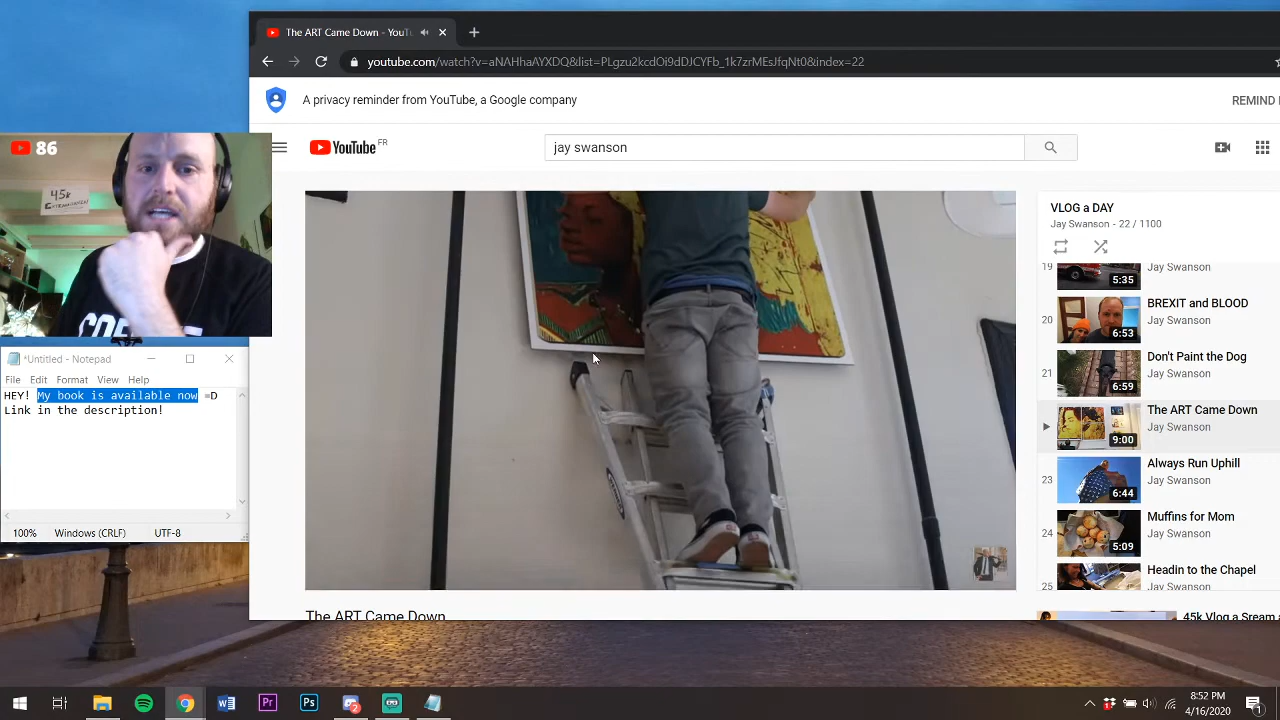 The ART Came Down - YouTu
youtube.com/watch?v=aNAHhaAYXDQ&list=PLgzu2kcdOi9dDJCYFb_1k7zrMEsJfqNt0&index=22
A privacy reminder from YouTube, a Google company
REMIND
86
YouTube FR
jay swanson
45k
VLOG a DAY
Jay Swanson - 22 / 1100
19
5:35
Jay Swanson
20
6:53
BREXIT and BLOOD
Jay Swanson
21
6:59
Don't Paint the Dog
Jay Swanson
9:00
The ART Came Down
Jay Swanson
23
6:44
Always Run Uphill
Jay Swanson
24
5:09
Muffins for Mom
Jay Swanson
25
Headin to the Chapel
Jay Swanson
45k Vlog a Sream a
The ART Came Down
*Untitled - Notepad
File Edit Format View Help
HEY! My book is available now =D
Link in the description!
100% Windows (CRLF) UTF-8
8:52 PM
4/16/2020